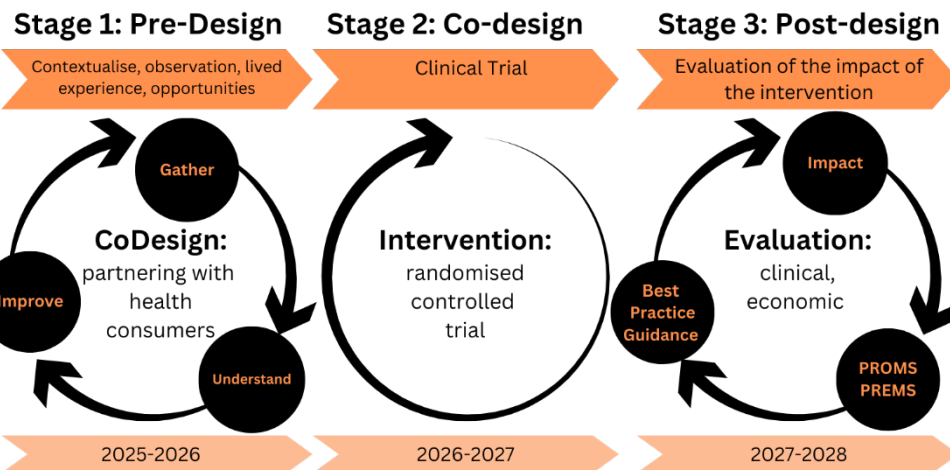 Stage 1: Pre-Design
Contextualise, observation, lived
experience, opportunities
Gather
CoDesign:
partnering with
health
consumers
Improve
Understand
2025-2026
Stage 2: Co-design
Clinical Trial
Intervention:
randomised
controlled
trial
2026-2027
Stage 3: Post-design
Evaluation of the impact of
the intervention
Impact
Evaluation:
clinical,
economic
Best
Practice
Guidance
PROMS
PREMS
2027-2028